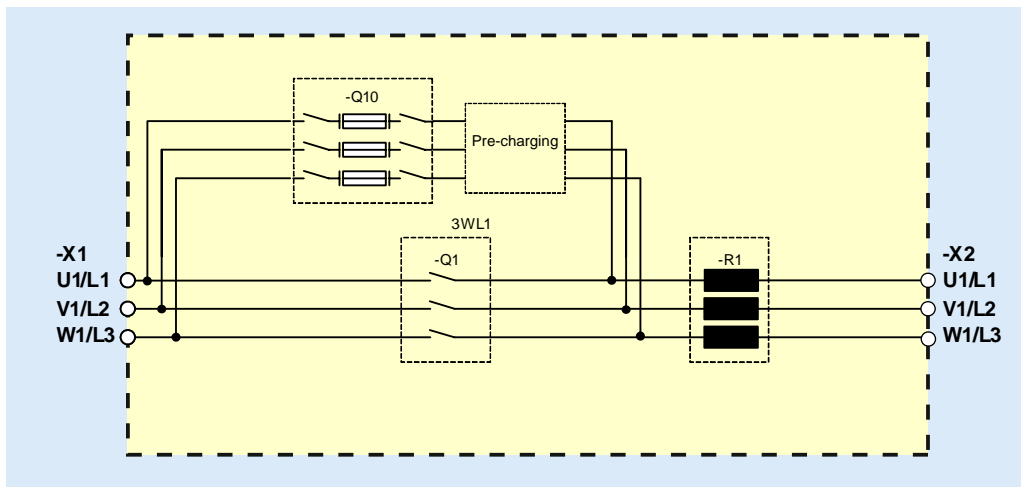 -Q10
Pre-charging
3WL1
-Q1
-R1
-X1
U1/L1
V1/L2
W1/L3
-X2
U1/L1
V1/L2
W1/L3